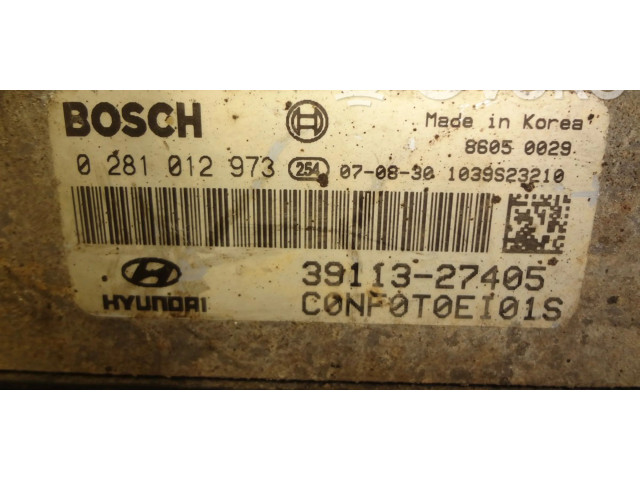 BOSCH
Made in Korea
8605 0029
0 281 012 973 254 07-08-30 1039S23210
39113-27405
HYUNDAI
C0NF0T0EI01S